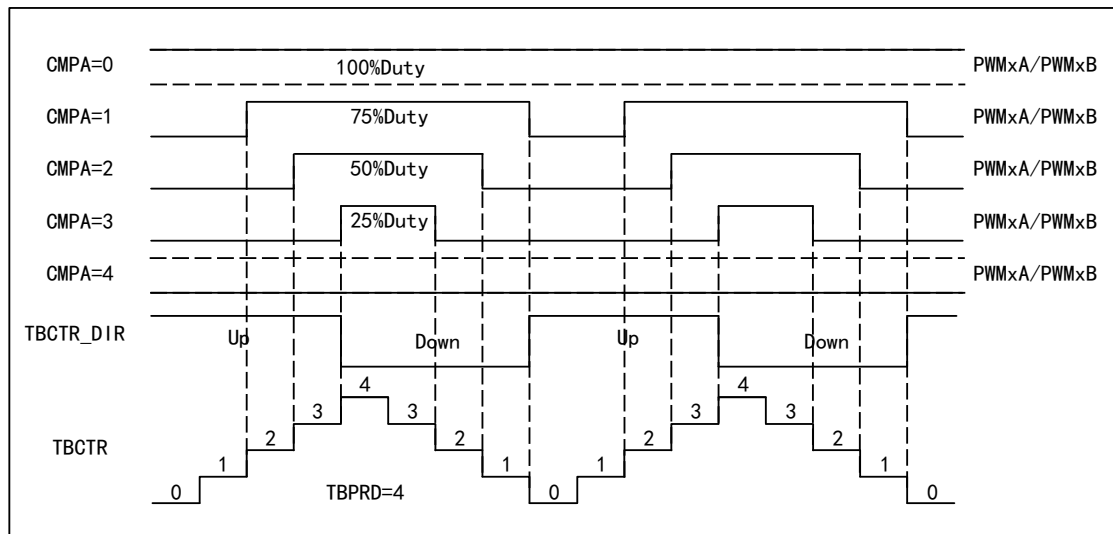 CMPA=0 100%Duty PWMxA/PWMxB
CMPA=1 75%Duty PWMxA/PWMxB
CMPA=2 50%Duty PWMxA/PWMxB
CMPA=3 25%Duty PWMxA/PWMxB
CMPA=4 PWMxA/PWMxB
TBCTR_DIR Up Down Up Down
4 4
3 3 3 3
TBCTR 2 2 2 2
1 1 1 1
0 TBPRD=4 0 0